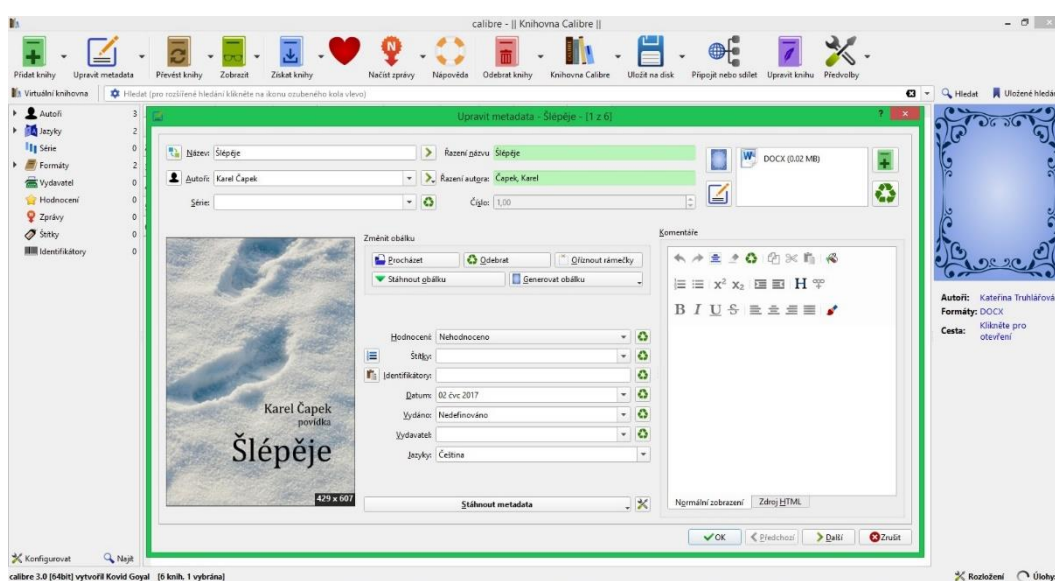 calibre - || Knihovna Calibre ||
Přidat knihy Upravit metadata Převést knihy Zobrazit Získat knihy Načíst zprávy Nápověda Odebrat knihy Knihovna Calibre Uložit na disk Připojit nebo sdílet Upravit knihu Předvolby
Virtuální knihovna Hledat (pro rozšířené hledání klikněte na ikonu ozubeného kola vlevo) Hledat Uložené hledán
Autoři 3
Jazyky 2
Série 0
Formáty 2
Vydavatel 0
Hodnocení 0
Zprávy 0
Štítky 0
Identifikátory 0
Upravit metadata - Šlépěje - [1 z 6]
Název: Šlépěje Řazení názvu Šlépěje
Autoři: Karel Čapek Řazení autora: Čapek, Karel
Série: Číslo: 1,00
DOCX (0.02 MB)
Změnit obálku
Procházet Odebrat Oříznout rámečky
Stáhnout obálku Generovat obálku
Hodnocení: Nehodnoceno
Štítky:
Identifikátory:
Datum: 02 čvc 2017
Vydáno: Nedefinováno
Vydavatel:
Jazyky: Čeština
Stáhnout metadata
Karel Čapek
povídka
Šlépěje
429 x 607
Komentáře
B I U S
Normální zobrazení Zdroj HTML
OK Předchozí Další Zrušit
Autoři: Kateřina Truhlářová
Formáty: DOCX
Cesta: Klikněte pro
otevření
Konfigurovat Najít
calibre 3.0 [64bit] vytvořil Kovid Goyal [6 knih, 1 vybrána] Rozložení Úlohy